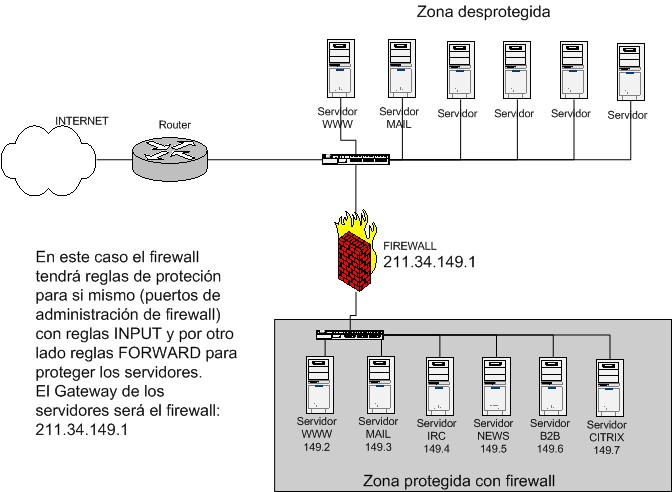 Zona desprotegida
Servidor
WWW
Servidor
MAIL
Servidor
Servidor
Servidor
Servidor
INTERNET
Router
FIREWALL
211.34.149.1
En este caso el firewall
tendrá reglas de proteción
para si mismo (puertos de
administración de firewall)
con reglas INPUT y por otro
lado reglas FORWARD para
proteger los servidores.
El Gateway de los
servidores será el firewall:
211.34.149.1
Servidor
WWW
149.2
Servidor
MAIL
149.3
Servidor
IRC
149.4
Servidor
NEWS
149.5
Servidor
B2B
149.6
Servidor
CITRIX
149.7
Zona protegida con firewall